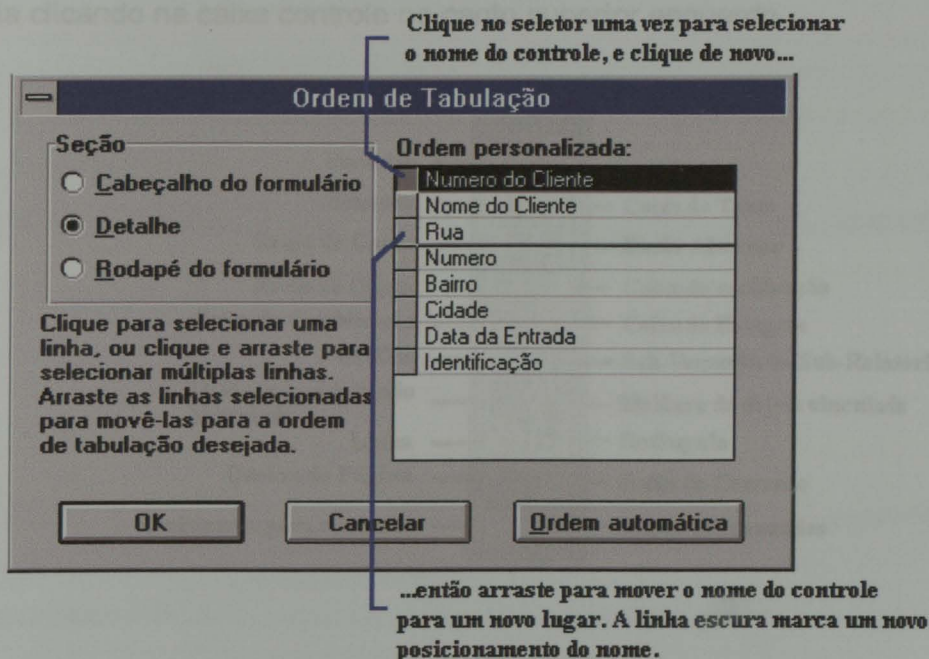 Clique no seletor uma vez para selecionar
o nome do controle, e clique de novo...
Ordem de Tabulação
Seção
Cabeçalho do formulário
Detalhe
Rodapé do formulário
Clique para selecionar uma
linha, ou clique e arraste para
selecionar múltiplas linhas.
Arraste as linhas selecionadas
para movê-las para a ordem
de tabulação desejada.
Ordem personalizada:
Numero do Cliente
Nome do Cliente
Rua
Numero
Bairro
Cidade
Data da Entrada
Identificação
OK
Cancelar
Ordem automática
...então arraste para mover o nome do controle
para um novo lugar. A linha escura marca um novo
posicionamento do nome.